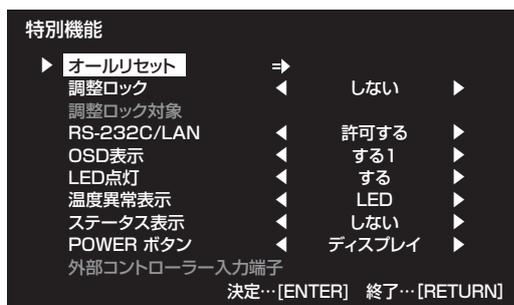 特別機能
オールリセット
調整ロック しない
調整ロック対象
RS-232C/LAN 許可する
OSD表示 する1
LED点灯 する
温度異常表示 LED
ステータス表示 しない
POWER ボタン ディスプレイ
外部コントローラー入力端子
決定…[ENTER] 終了…[RETURN]